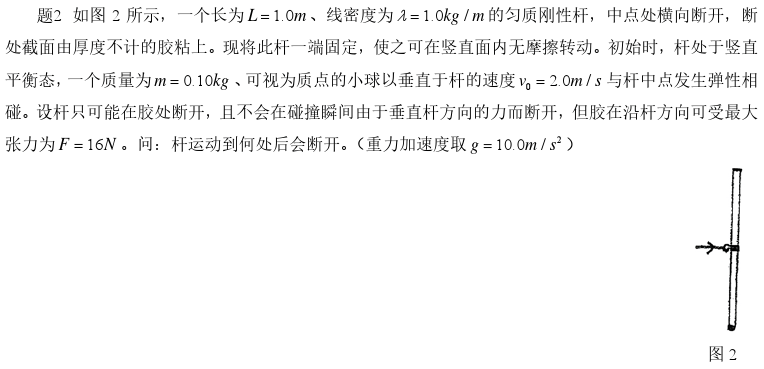 题2 如图 2 所示，一个长为 L = 1.0m 、线密度为 λ = 1.0kg / m 的匀质刚性杆，中点处横向断开，断
处截面由厚度不计的胶粘上。现将此杆一端固定，使之可在竖直面内无摩擦转动。初始时，杆处于竖直
平衡态，一个质量为 m = 0.10kg 、可视为质点的小球以垂直于杆的速度 v₀ = 2.0m / s 与杆中点发生弹性相
碰。设杆只可能在胶处断开，且不会在碰撞瞬间由于垂直杆方向的力而断开，但胶在沿杆方向可受最大
张力为 F = 16N 。问：杆运动到何处后会断开。（重力加速度取 g = 10.0m / s² ）
图 2